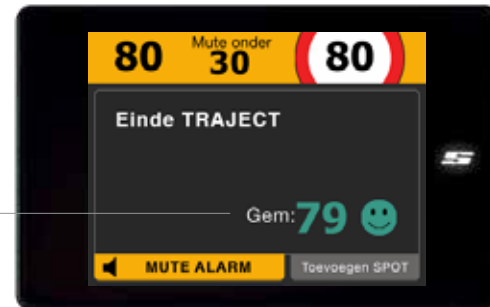 80 Mute onder 80
30
Einde TRAJECT
Gem: 79
MUTE ALARM Toevoegen SPOT